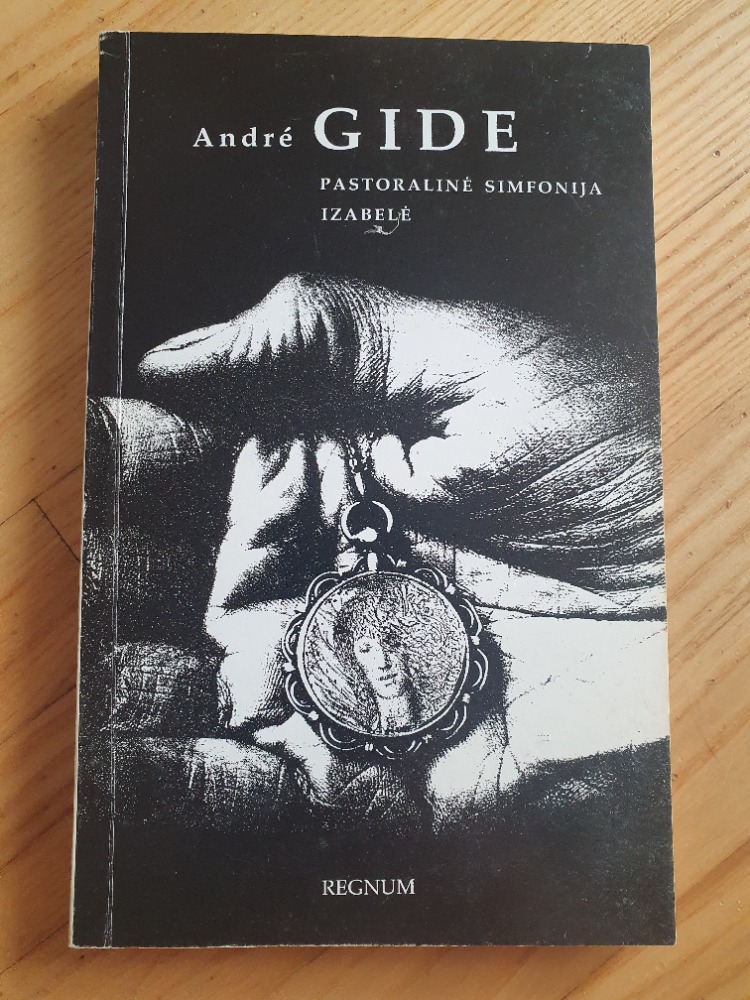 André GIDE
PASTORALINĖ SIMFONIJA
IZABELĖ
REGNUM